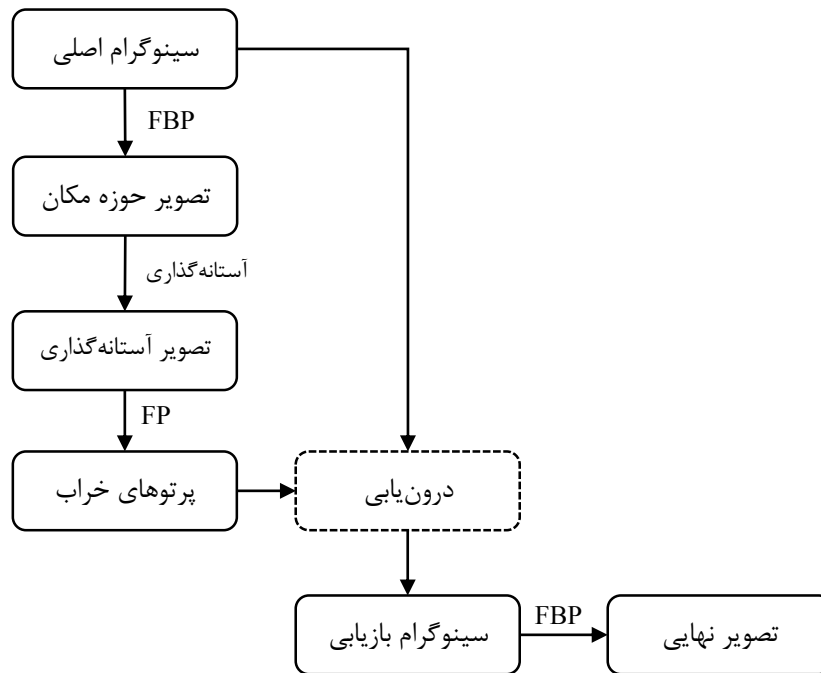 سینوگرام اصلی
FBP
تصویر حوزه مکان
آستانه‌گذاری
تصویر آستانه‌گذاری
FP
پرتوهای خراب
درون‌یابی
سینوگرام بازیابی
FBP
تصویر نهایی